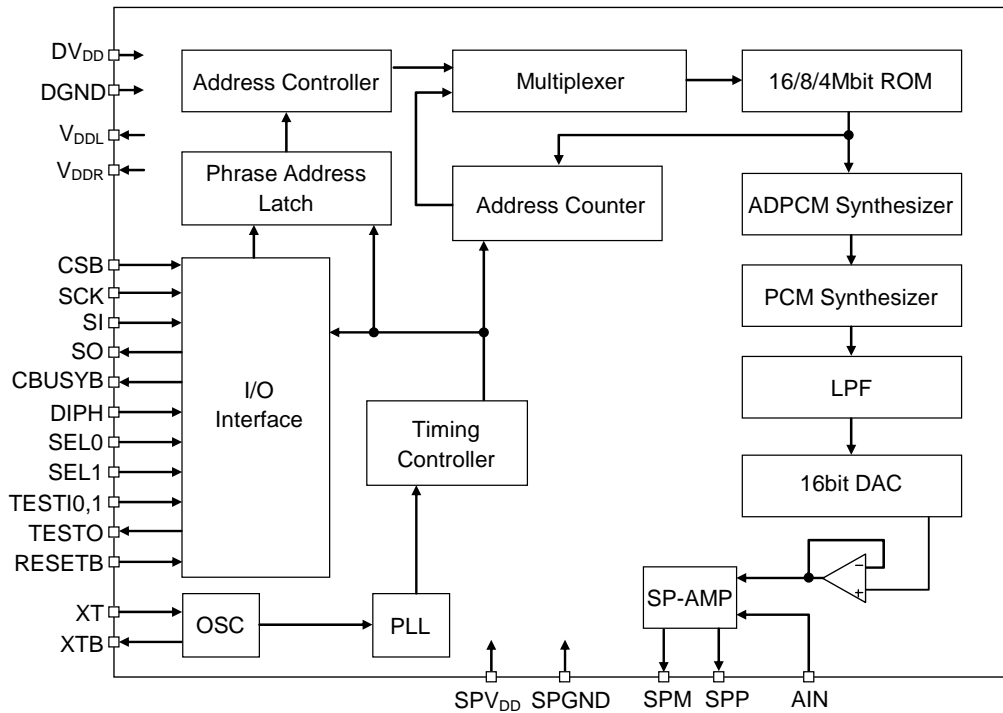 DVDD
DGND
VDDL
VDDR
CSB
SCK
SI
SO
CBUSYB
DIPH
SEL0
SEL1
TESTI0,1
TESTO
RESETB
XT
XTB
Address Controller
Multiplexer
16/8/4Mbit ROM
Phrase Address
Latch
Address Counter
ADPCM Synthesizer
PCM Synthesizer
LPF
16bit DAC
I/O
Interface
Timing
Controller
OSC
PLL
SP-AMP
−
+
SPVDD
SPGND
SPM
SPP
AIN